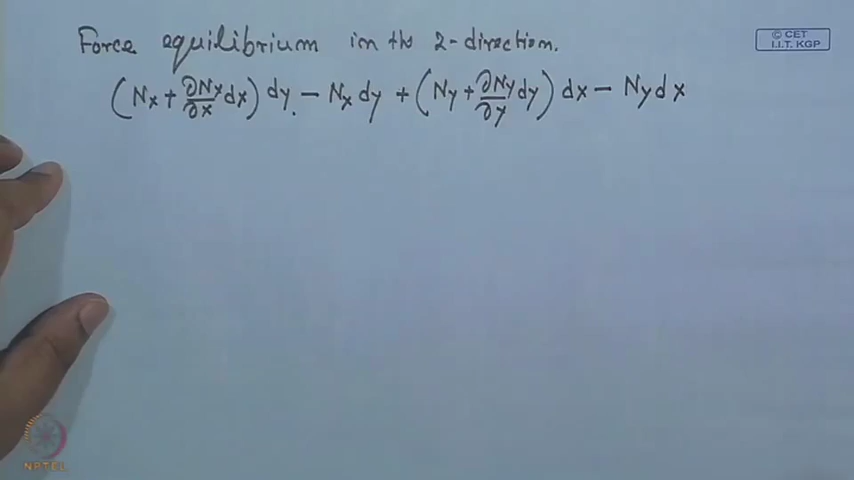 Force equilibrium in the z-direction.
(Nx + ∂Nx/∂x dx) dy - Nx dy + (Ny + ∂Ny/∂y dy) dx - Ny dx
© CET
I.I.T. KGP
NPTEL